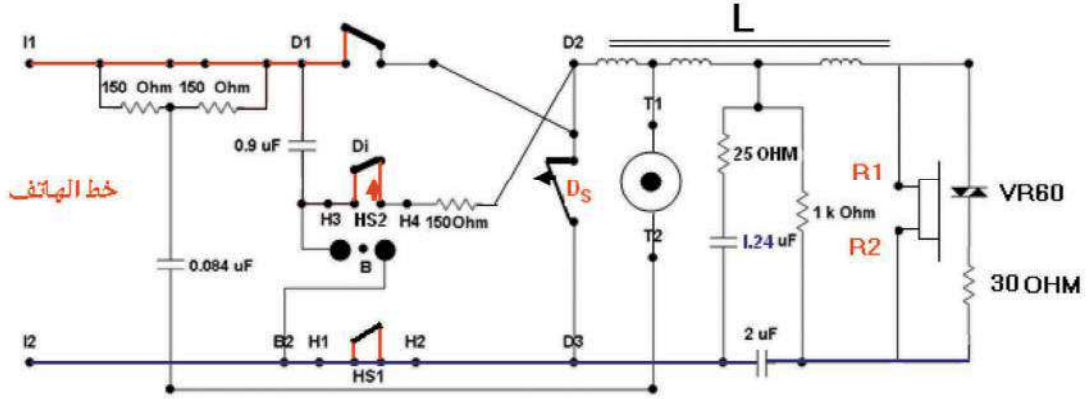 L
I1
D1
D2
150 Ohm 150 Ohm
T1
0.9 uF
Di
25 OHM
R1
خط الهاتف
D S
VR60
H3
HS2
H4
150Ohm
1 k Ohm
T2
1.24 uF
R2
B
0.084 uF
30 OHM
I2
B2
H1
H2
D3
2 uF
HS1